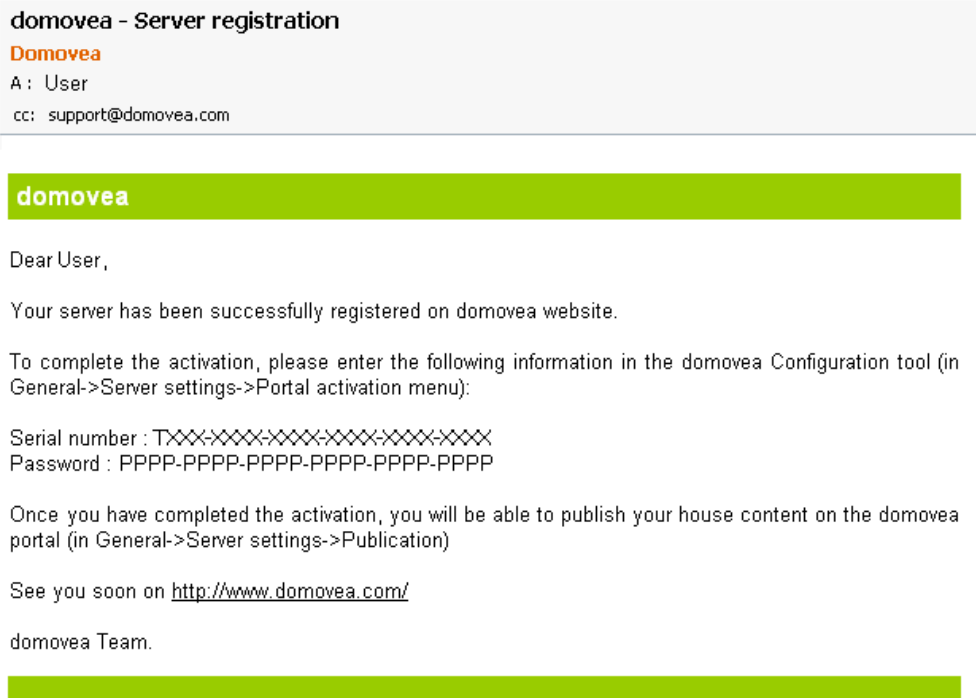 domovea - Server registration
Domovea
A : User
cc: support@domovea.com
domovea
Dear User,
Your server has been successfully registered on domovea website.
To complete the activation, please enter the following information in the domovea Configuration tool (in
General->Server settings->Portal activation menu):
Serial number : TXXX-XXXX-XXXX-XXXX-XXXX-XXXX
Password : PPPP-PPPP-PPPP-PPPP-PPPP-PPPP
Once you have completed the activation, you will be able to publish your house content on the domovea
portal (in General->Server settings->Publication)
See you soon on http://www.domovea.com/
domovea Team.